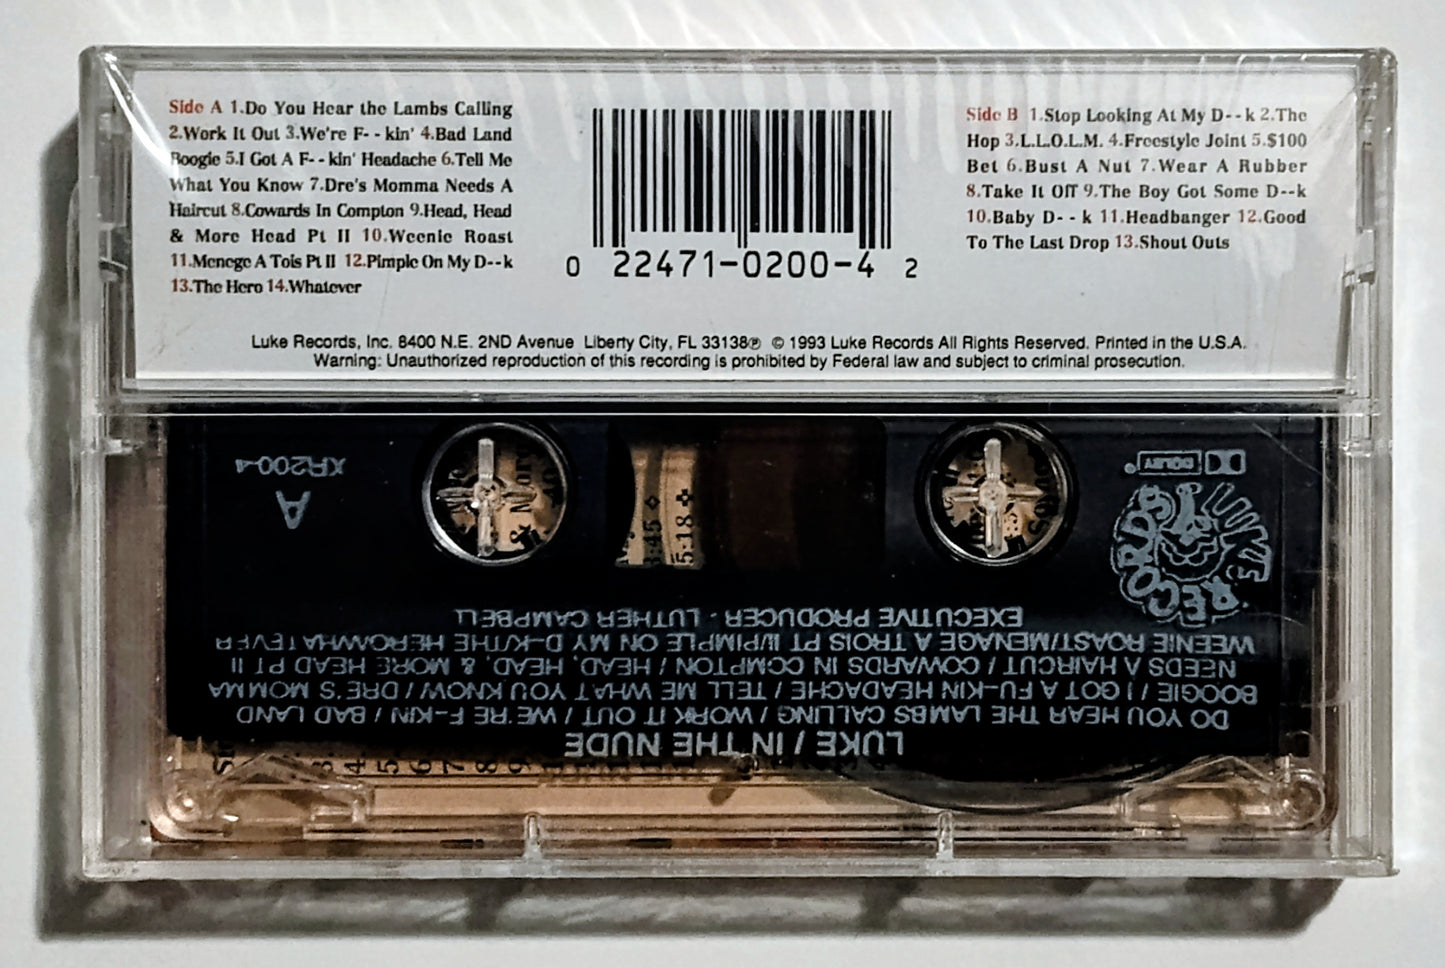 Side A 1.Do You Hear the Lambs Calling
2.Work It Out 3.We're F- - kin' 4.Bad Land
Boogie 5.I Got A F- - kin' Headache 6.Tell Me
What You Know 7.Dre's Momma Needs A
Haircut 8.Cowards In Compton 9.Head, Head
& More Head Pt II 10.Weenie Roast
11.Menege A Tois Pt II 12.Pimple On My D--k
13.The Hero 14.Whatever
0 22471-0200-4 2
Side B 1.Stop Looking At My D--k 2.The
Hop 3.L.L.O.L.M. 4.Freestyle Joint 5.$100
Bet 6.Bust A Nut 7.Wear A Rubber
8.Take It Off 9.The Boy Got Some D--k
10.Baby D- - k 11.Headbanger 12.Good
To The Last Drop 13.Shout Outs
Luke Records, Inc. 8400 N.E. 2ND Avenue Liberty City, FL 33138℗ © 1993 Luke Records All Rights Reserved. Printed in the U.S.A.
Warning: Unauthorized reproduction of this recording is prohibited by Federal law and subject to criminal prosecution.
LUKE / IN THE NUDE
DO YOU HEAR THE LAMBS CALLING / WORK IT OUT / WE'RE F-KIN / BAD LAND
BOOGIE / I GOT A FU-KIN HEADACHE / TELL ME WHAT YOU KNOW / DRE'S MOMMA
NEEDS A HAIRCUT / COWARDS IN COMPTON / HEAD, HEAD, & MORE HEAD PT II
WEENIE ROAST/MENAGE A TROIS PT II/PIMPLE ON MY D-K/THE HERO/WHATEVER
EXECUTIVE PRODUCER - LUTHER CAMPBELL
LUKE RECORDS
DOLBY
A
XR200-4
:45
5:18